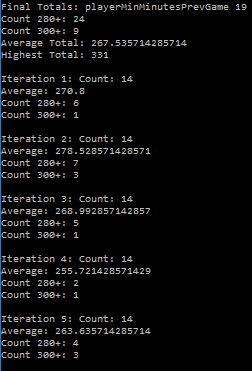 Final Totals: playerMinMinutesPrevGame 19
Count 280+: 24
Count 300+: 9
Average Total: 267.535714285714
Highest Total: 331
Iteration 1: Count: 14
Average: 270.8
Count 280+: 6
Count 300+: 1
Iteration 2: Count: 14
Average: 278.528571428571
Count 280+: 7
Count 300+: 3
Iteration 3: Count: 14
Average: 268.992857142857
Count 280+: 5
Count 300+: 1
Iteration 4: Count: 14
Average: 255.721428571429
Count 280+: 2
Count 300+: 1
Iteration 5: Count: 14
Average: 263.635714285714
Count 280+: 4
Count 300+: 3